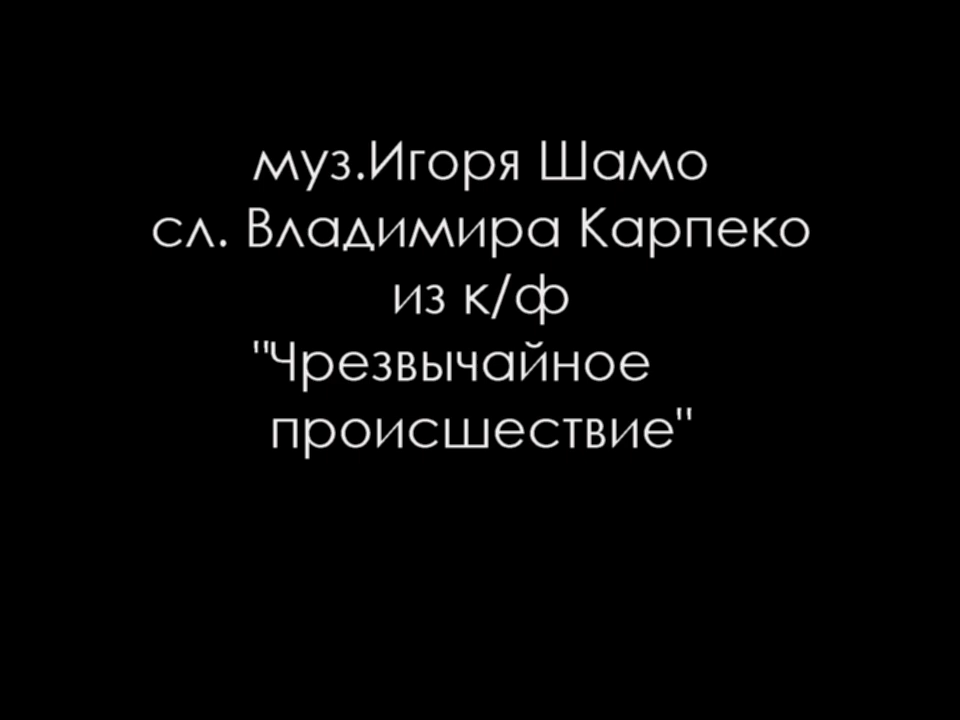 муз.Игоря Шамо
сл. Владимира Карпеко
из к/ф
"Чрезвычайное
происшествие"